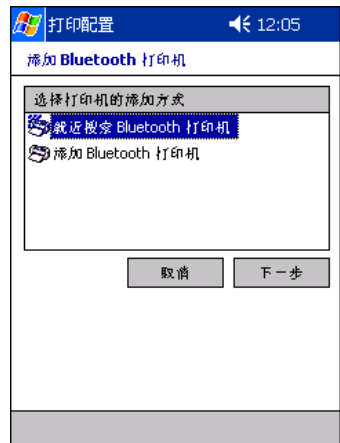 打印配置 12:05
添加 Bluetooth 打印机
选择打印机的添加方式
就近搜索 Bluetooth 打印机
添加 Bluetooth 打印机
取消 下一步